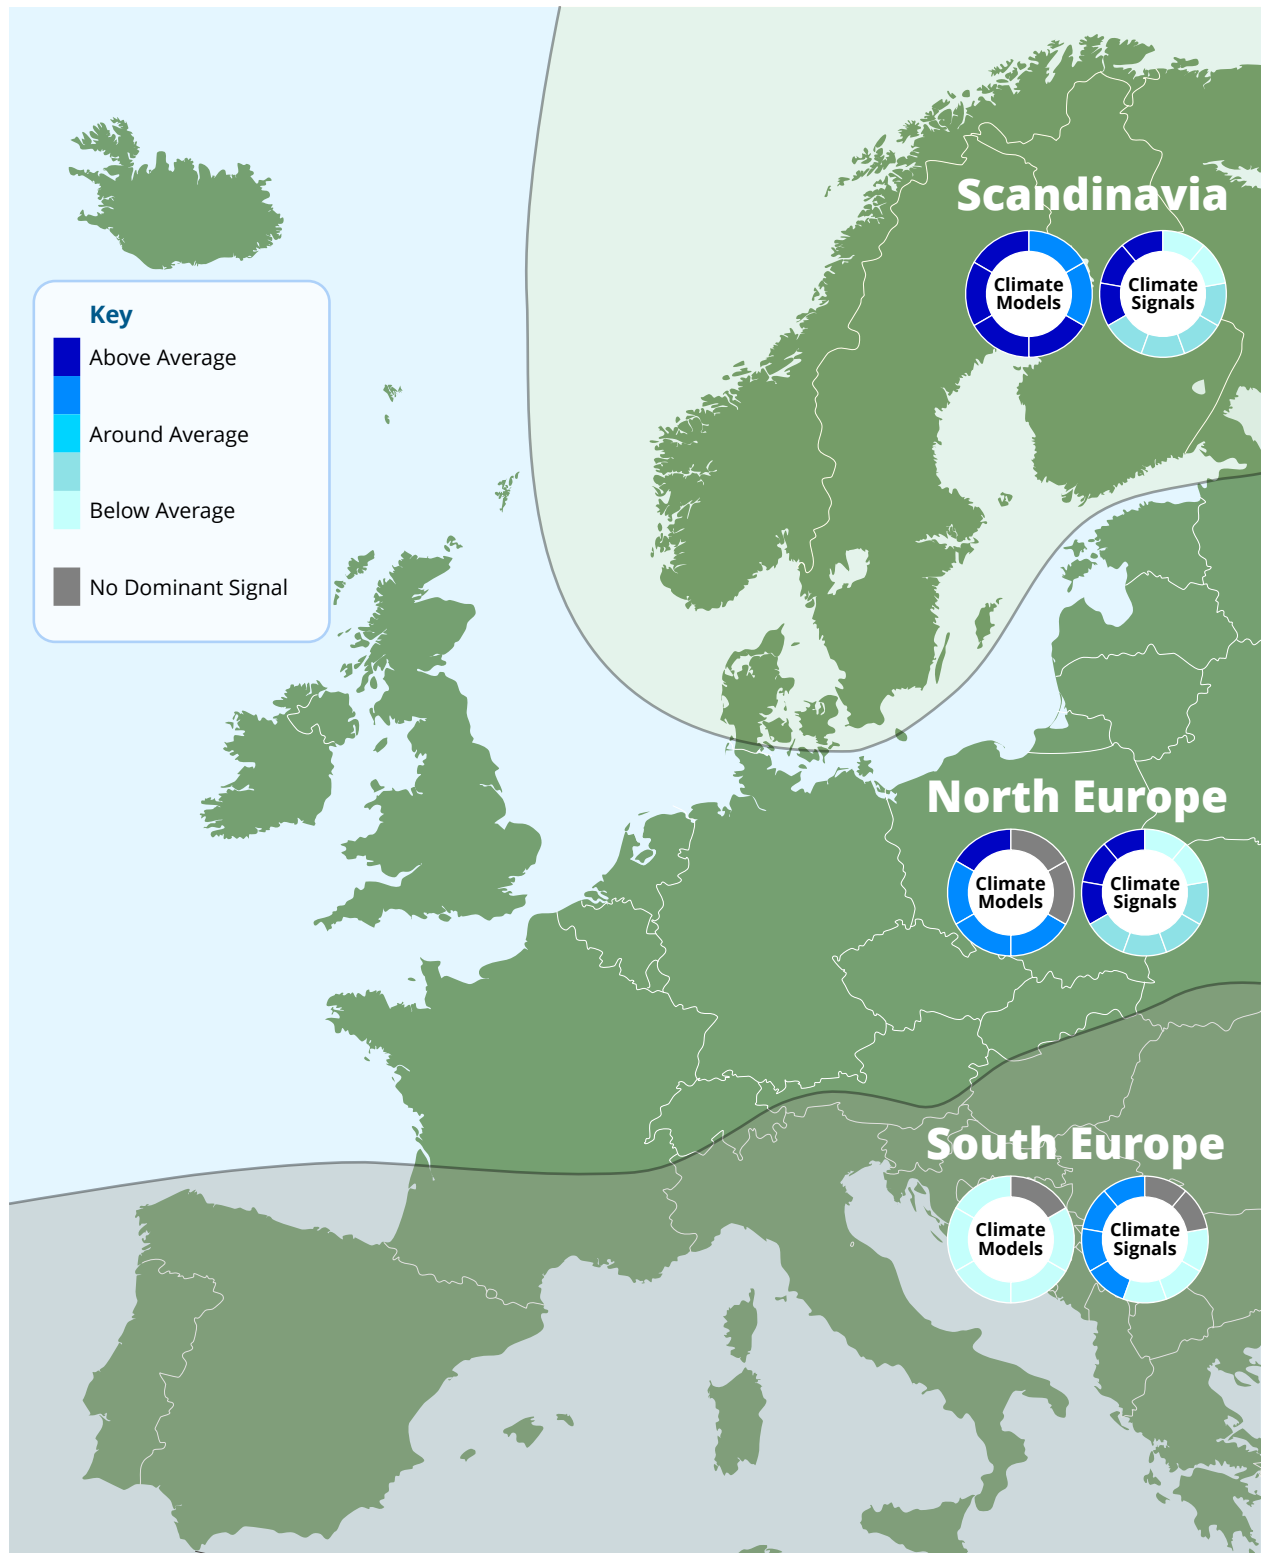 Scandinavia
Climate
Models
Climate
Signals
Key
Above Average
Around Average
Below Average
No Dominant Signal
North Europe
Climate
Models
Climate
Signals
South Europe
Climate
Models
Climate
Signals